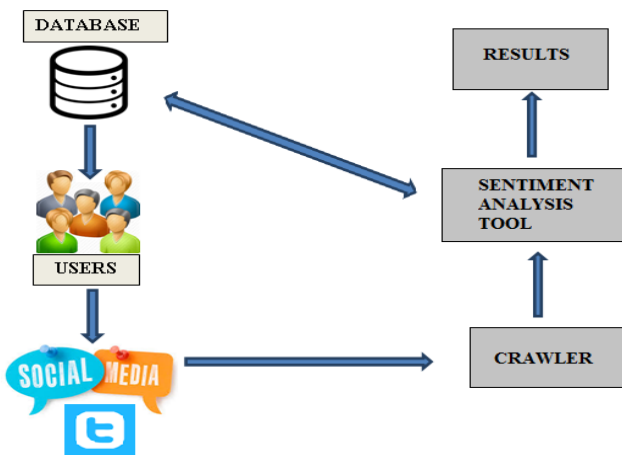 DATABASE
RESULTS
SENTIMENT
ANALYSIS
TOOL
USERS
SOCIAL MEDIA
CRAWLER
t